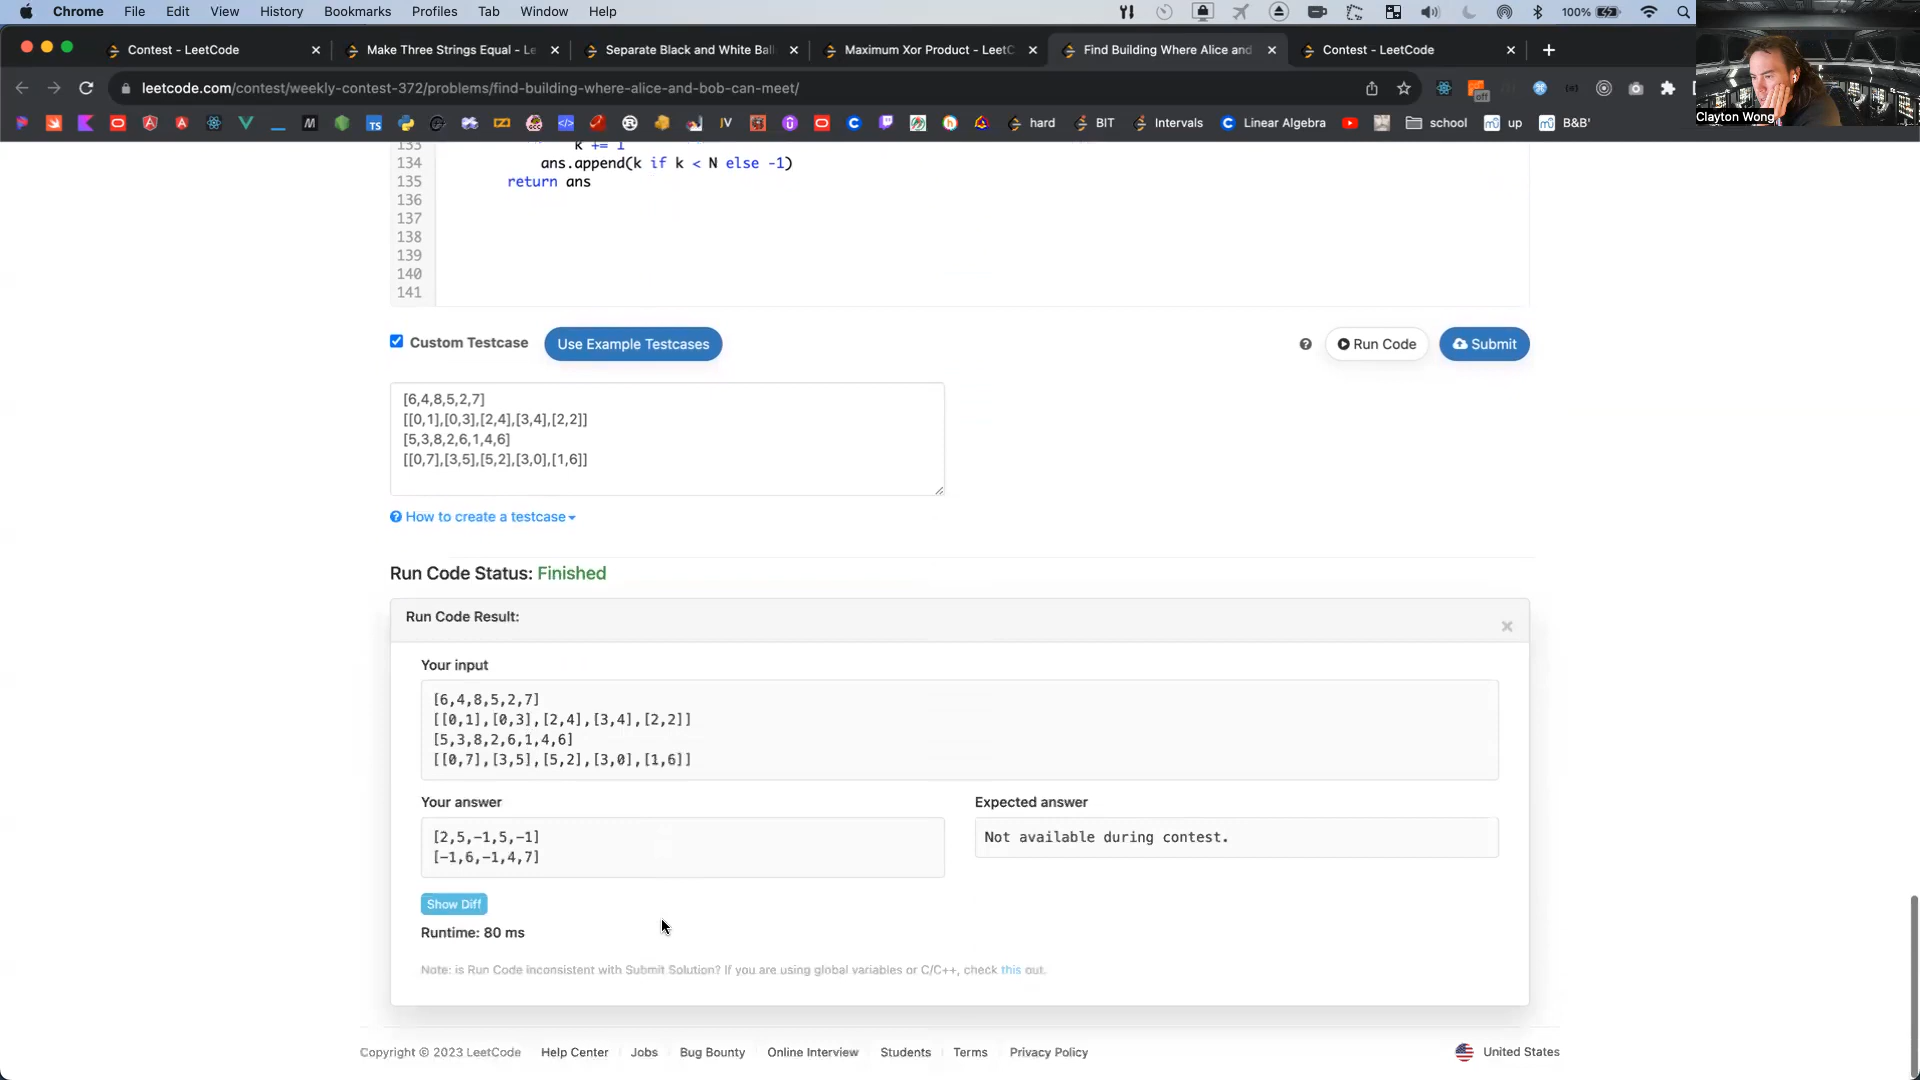 Chrome File Edit View History Bookmarks Profiles Tab Window Help 100%
Contest - LeetCode
Make Three Strings Equal - Le
Separate Black and White Ball
Maximum Xor Product - LeetC
Find Building Where Alice and
Contest - LeetCode
leetcode.com/contest/weekly-contest-372/problems/find-building-where-alice-and-bob-can-meet/
off
Clayton Wong
hard BIT Intervals Linear Algebra school up B&B'
133 k += 1
134 ans.append(k if k < N else -1)
135 return ans
136
137
138
139
140
141
Custom Testcase Use Example Testcases Run Code Submit
[6,4,8,5,2,7]
[[0,1],[0,3],[2,4],[3,4],[2,2]]
[5,3,8,2,6,1,4,6]
[[0,7],[3,5],[5,2],[3,0],[1,6]]
How to create a testcase
Run Code Status: Finished
Run Code Result:
Your input
[6,4,8,5,2,7]
[[0,1],[0,3],[2,4],[3,4],[2,2]]
[5,3,8,2,6,1,4,6]
[[0,7],[3,5],[5,2],[3,0],[1,6]]
Your answer Expected answer
[2,5,-1,5,-1]
[-1,6,-1,4,7]
Not available during contest.
Show Diff
Runtime: 80 ms
Note: is Run Code inconsistent with Submit Solution? If you are using global variables or C/C++, check this out.
Copyright © 2023 LeetCode Help Center Jobs Bug Bounty Online Interview Students Terms Privacy Policy United States